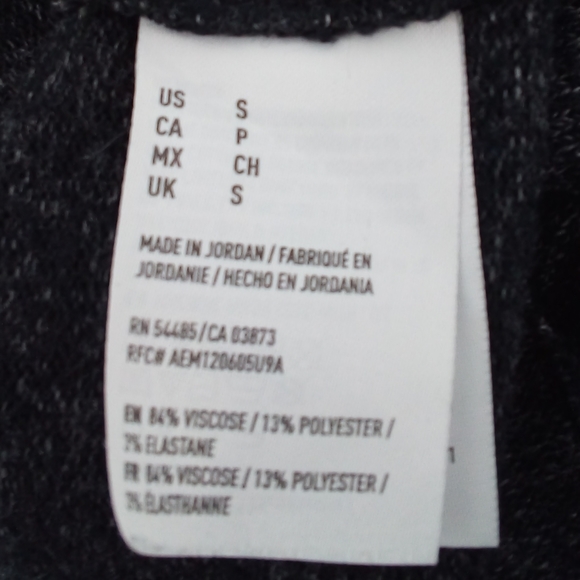 US S
CA P
MX CH
UK S
MADE IN JORDAN / FABRIQUÉ EN
JORDANIE / HECHO EN JORDANIA
RN 54485/CA 03873
RFC# AEM120605U9A
EN 84% VISCOSE / 13% POLYESTER /
3% ELASTANE
FR 84% VISCOSE / 13% POLYESTER /
3% ÉLASTHANNE
1